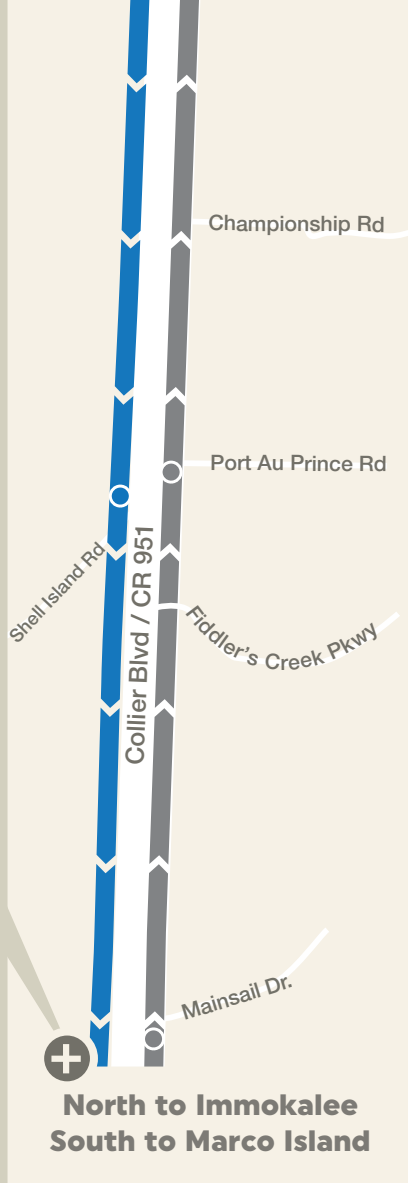 Championship Rd
Port Au Prince Rd
Shell Island Rd
Collier Blvd / CR 951
Fiddler's Creek Pkwy
Mainsail Dr.
North to Immokalee
South to Marco Island